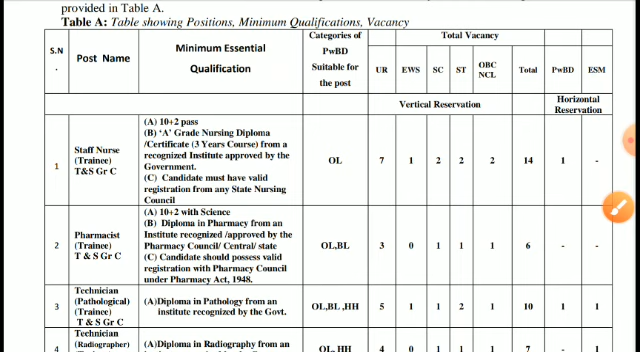 provided in Table A.
Table A: Table showing Positions, Minimum Qualifications, Vacancy
S.N
.
Post Name
Minimum Essential
Qualification
Categories of
PwBD
Suitable for
the post
Total Vacancy
UR
EWS
SC
ST
OBC
NCL
Total
PwBD
ESM
Vertical Reservation
Horizontal
Reservation
1
Staff Nurse
(Trainee)
T&S Gr C
(A) 10+2 pass
(B) 'A' Grade Nursing Diploma
/Certificate (3 Years Course) from a
recognized Institute approved by the
Government.
(C) Candidate must have valid
registration from any State Nursing
Council
OL
7
1
2
2
2
14
1
-
2
Pharmacist
(Trainee)
T & S Gr C
(A) 10+2 with Science
(B) Diploma in Pharmacy from an
Institute recognized /approved by the
Pharmacy Council/ Central/ state
(C) Candidate should possess valid
registration with Pharmacy Council
under Pharmacy Act, 1948.
OL,BL
3
0
1
1
1
6
-
-
3
Technician
(Pathological)
(Trainee)
T & S Gr C
(A)Diploma in Pathology from an
institute recognized by the Govt.
OL,BL ,HH
5
1
1
2
1
10
1
1
4
Technician
(Radiographer)
(A)Diploma in Radiography from an
OL, HH
4
0
1
1
1
7
-
1